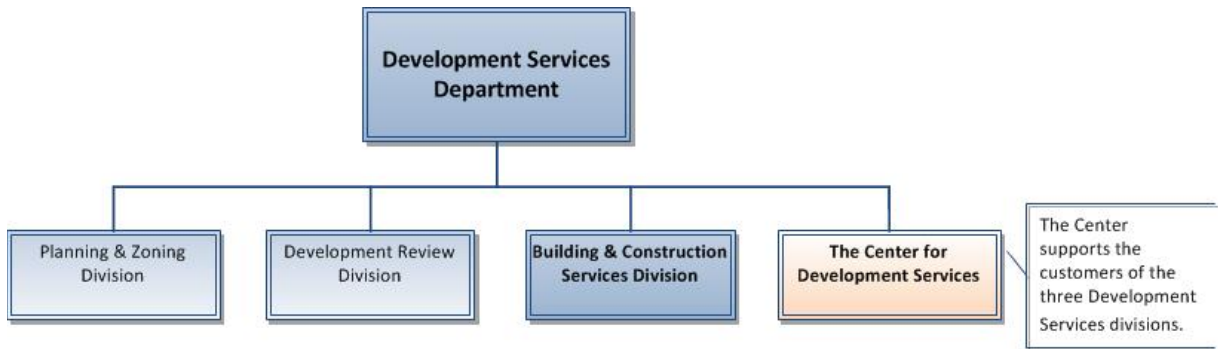 Development Services
Department
Planning & Zoning
Division
Development Review
Division
Building & Construction
Services Division
The Center for
Development Services
The Center
supports the
customers of the
three Development
Services divisions.